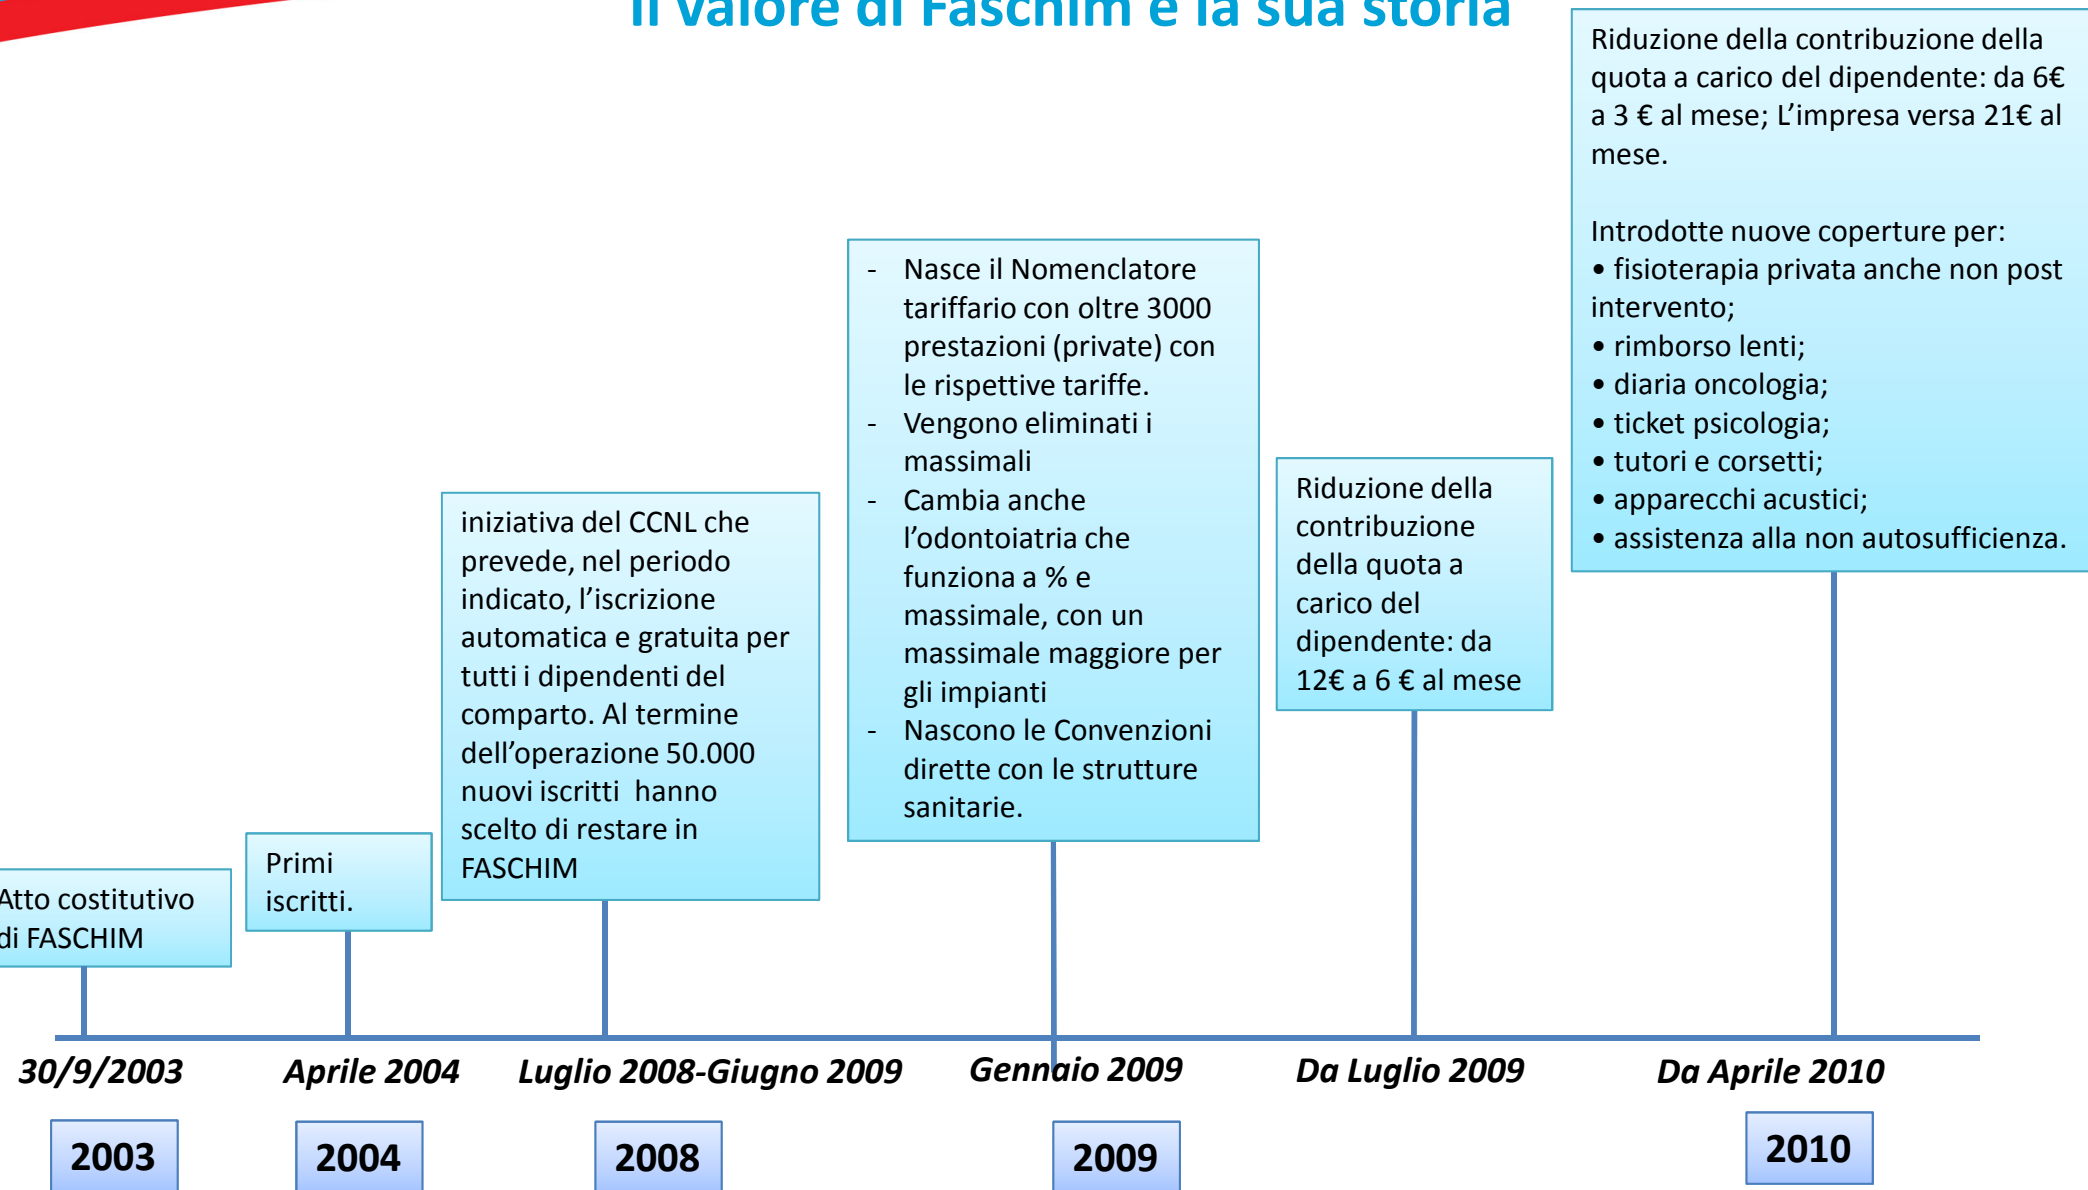 Il valore di Faschim e la sua storia
Atto costitutivo
di FASCHIM
Primi
iscritti.
iniziativa del CCNL che
prevede, nel periodo
indicato, l’iscrizione
automatica e gratuita per
tutti i dipendenti del
comparto. Al termine
dell’operazione 50.000
nuovi iscritti hanno
scelto di restare in
FASCHIM
- Nasce il Nomenclatore
tariffario con oltre 3000
prestazioni (private) con
le rispettive tariffe.
- Vengono eliminati i
massimali
- Cambia anche
l’odontoiatria che
funziona a % e
massimale, con un
massimale maggiore per
gli impianti
- Nascono le Convenzioni
dirette con le strutture
sanitarie.
Riduzione della
contribuzione
della quota a
carico del
dipendente: da
12€ a 6 € al mese
Riduzione della contribuzione della
quota a carico del dipendente: da 6€
a 3 € al mese; L’impresa versa 21€ al
mese.
Introdotte nuove coperture per:
• fisioterapia privata anche non post
intervento;
• rimborso lenti;
• diaria oncologia;
• ticket psicologia;
• tutori e corsetti;
• apparecchi acustici;
• assistenza alla non autosufficienza.
30/9/2003
Aprile 2004
Luglio 2008-Giugno 2009
Gennaio 2009
Da Luglio 2009
Da Aprile 2010
2003
2004
2008
2009
2010